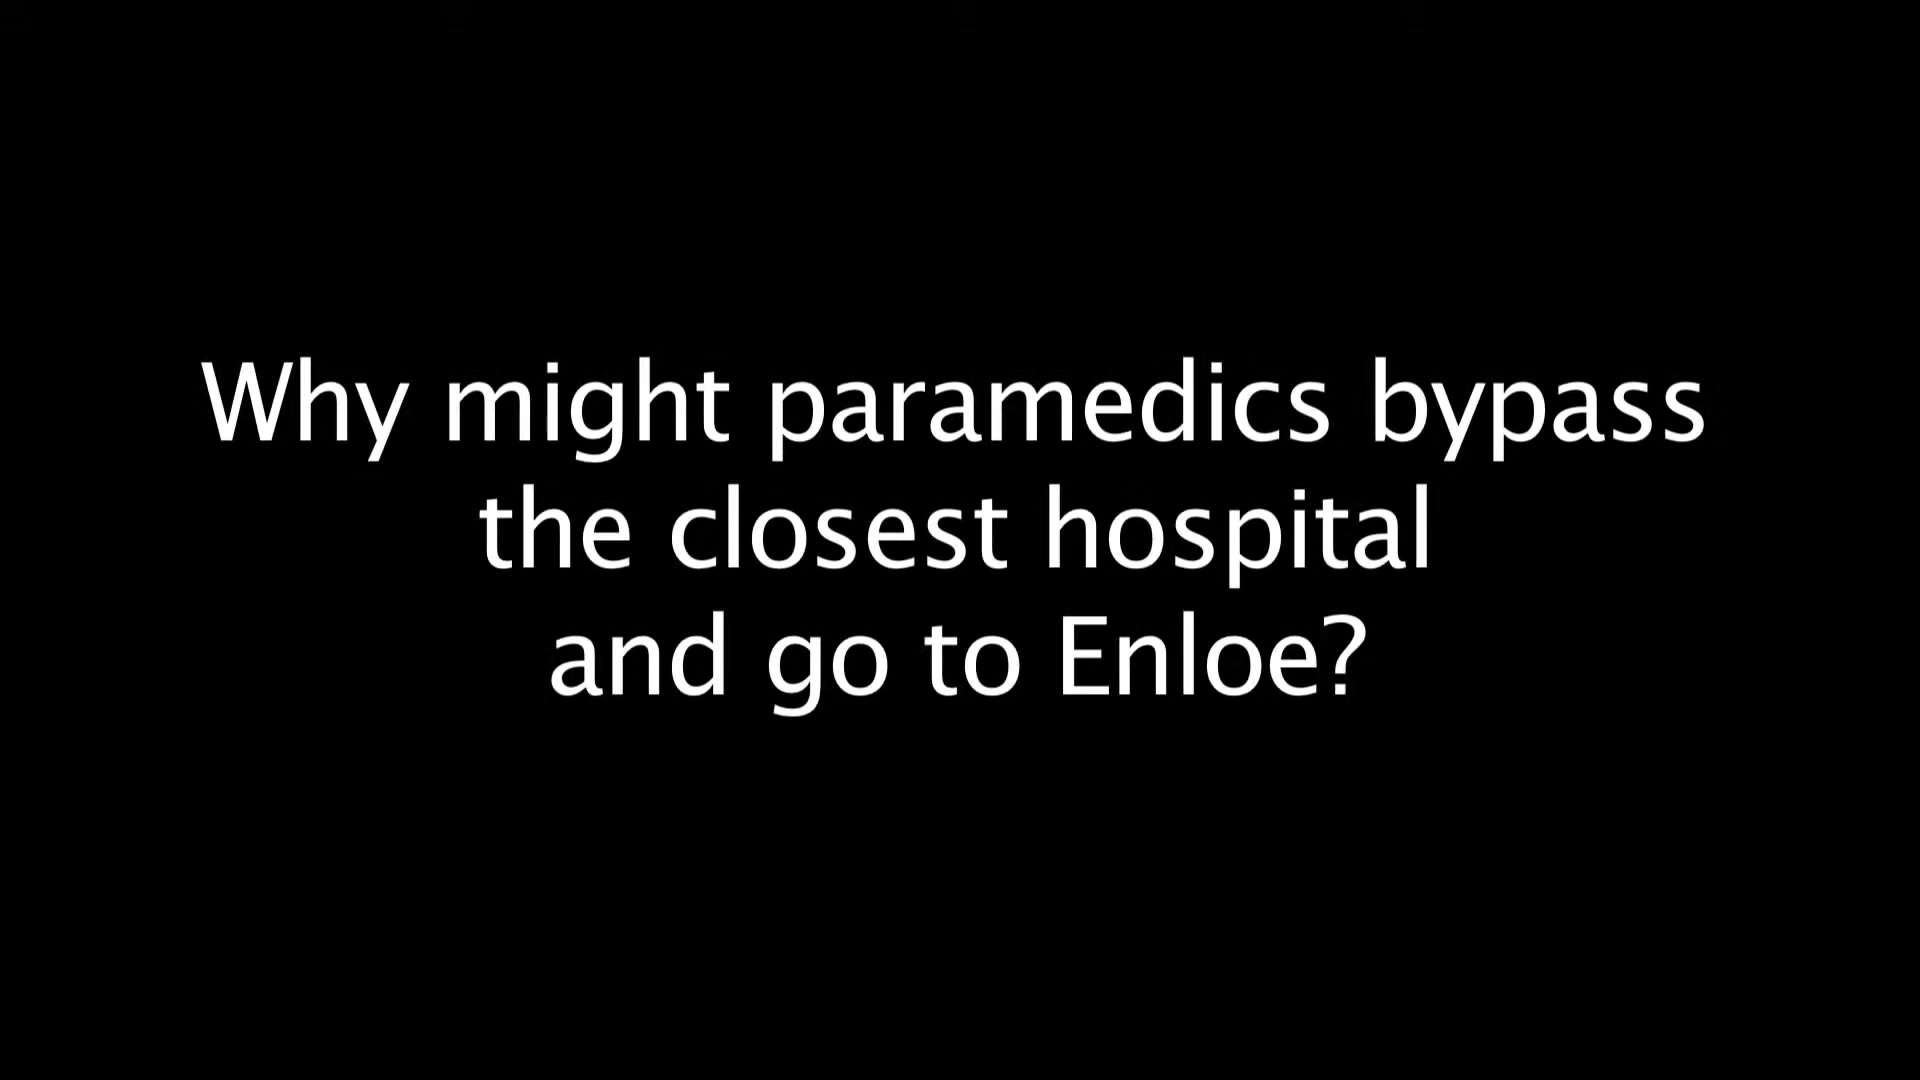 Why might paramedics bypass
the closest hospital
and go to Enloe?